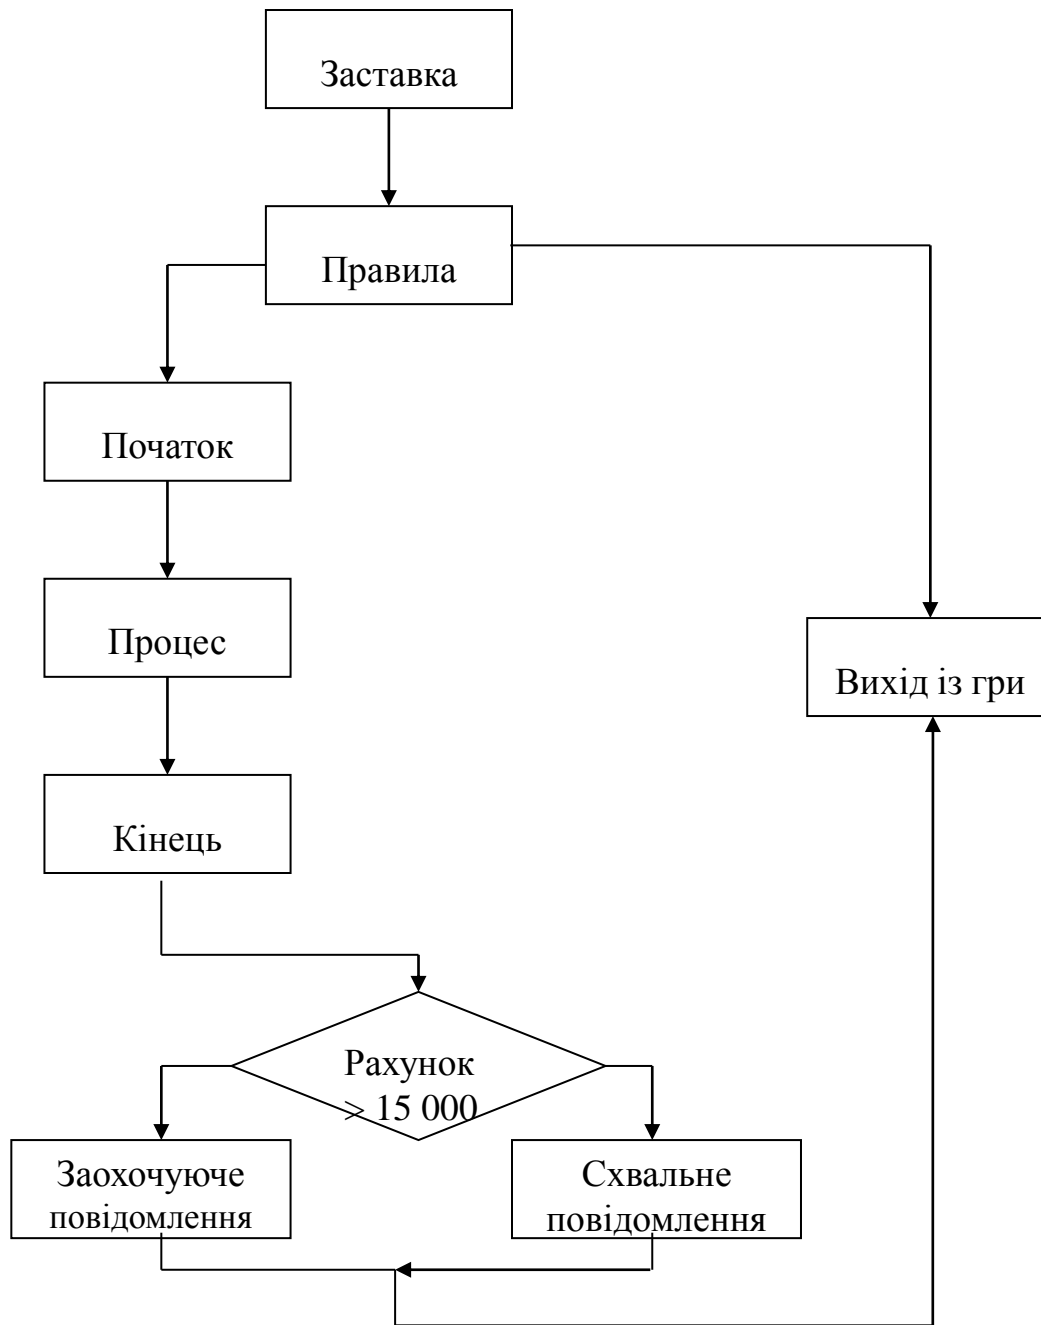 Заставка
Правила
Початок
Процес
Вихід із гри
Кінець
Рахунок
> 15 000
Заохочуюче
повідомлення
Схвальне
повідомлення